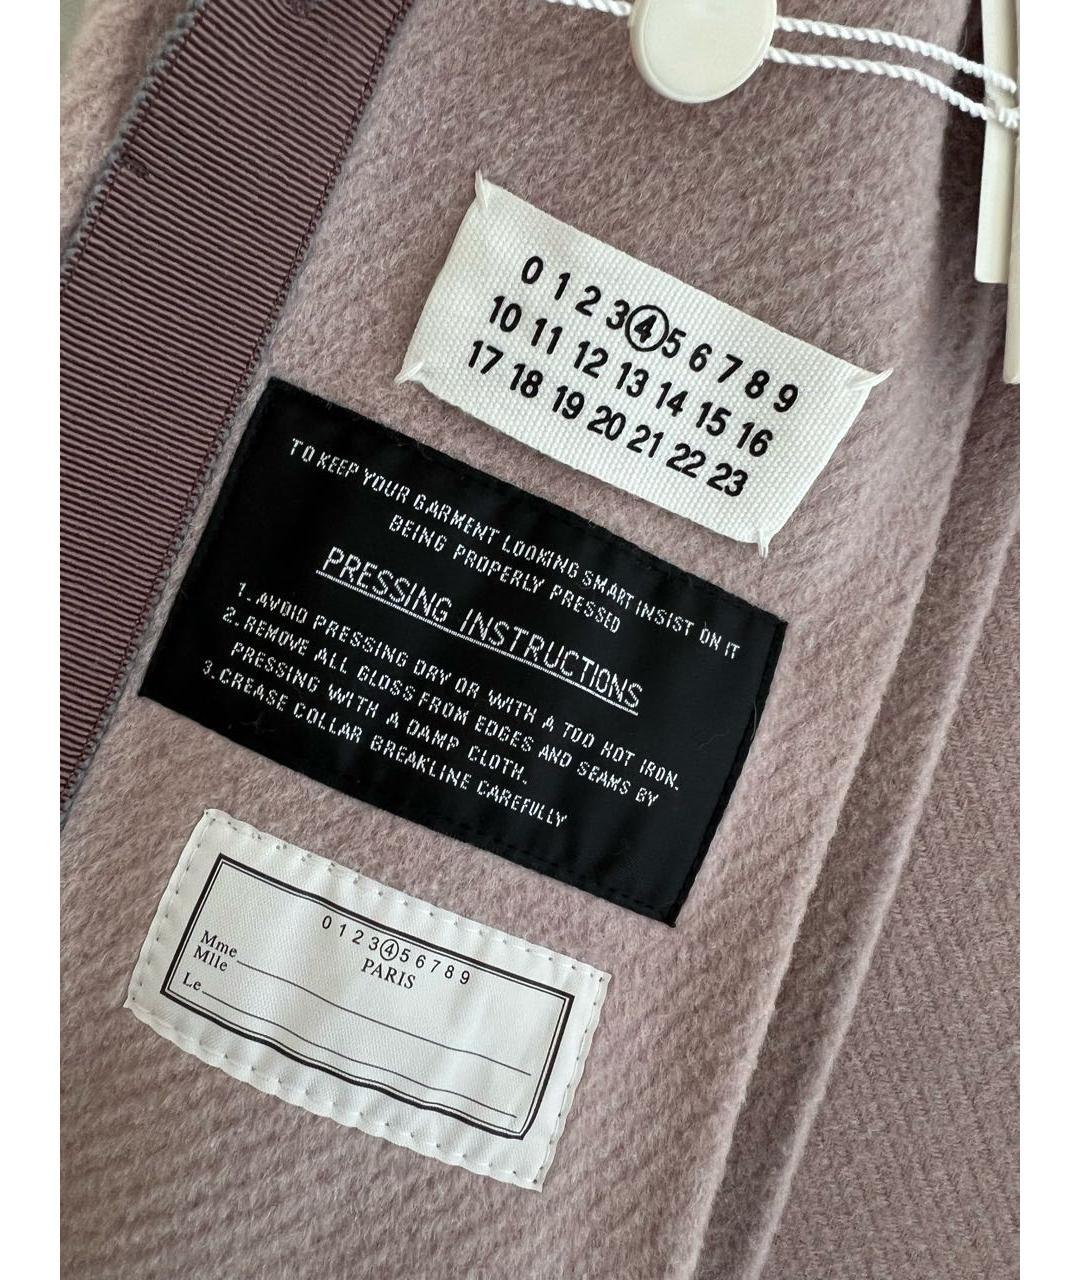 0 1 2 3 4 5 6 7 8 9
10 11 12 13 14 15 16
17 18 19 20 21 22 23
TO KEEP YOUR GARMENT LOOKING SMART INSIST ON IT
BEING PROPERLY PRESSED
PRESSING INSTRUCTIONS
1. AVOID PRESSING DRY OR WITH A TOO HOT IRON.
2. REMOVE ALL GLOSS FROM EDGES AND SEAMS BY
PRESSING WITH A DAMP CLOTH.
3. CREASE COLLAR BREAKLINE CAREFULLY
0 1 2 3 4 5 6 7 8 9
PARIS
Mme
Mlle
Le